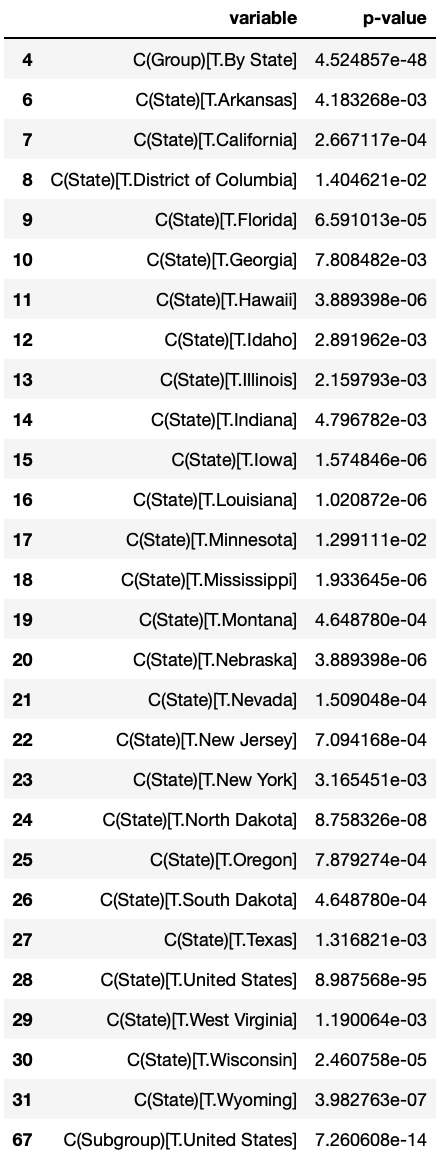 variable p-value
4 C(Group)[T.By State] 4.524857e-48
6 C(State)[T.Arkansas] 4.183268e-03
7 C(State)[T.California] 2.667117e-04
8 C(State)[T.District of Columbia] 1.404621e-02
9 C(State)[T.Florida] 6.591013e-05
10 C(State)[T.Georgia] 7.808482e-03
11 C(State)[T.Hawaii] 3.889398e-06
12 C(State)[T.Idaho] 2.891962e-03
13 C(State)[T.Illinois] 2.159793e-03
14 C(State)[T.Indiana] 4.796782e-03
15 C(State)[T.Iowa] 1.574846e-06
16 C(State)[T.Louisiana] 1.020872e-06
17 C(State)[T.Minnesota] 1.299111e-02
18 C(State)[T.Mississippi] 1.933645e-06
19 C(State)[T.Montana] 4.648780e-04
20 C(State)[T.Nebraska] 3.889398e-06
21 C(State)[T.Nevada] 1.509048e-04
22 C(State)[T.New Jersey] 7.094168e-04
23 C(State)[T.New York] 3.165451e-03
24 C(State)[T.North Dakota] 8.758326e-08
25 C(State)[T.Oregon] 7.879274e-04
26 C(State)[T.South Dakota] 4.648780e-04
27 C(State)[T.Texas] 1.316821e-03
28 C(State)[T.United States] 8.987568e-95
29 C(State)[T.West Virginia] 1.190064e-03
30 C(State)[T.Wisconsin] 2.460758e-05
31 C(State)[T.Wyoming] 3.982763e-07
67 C(Subgroup)[T.United States] 7.260608e-14